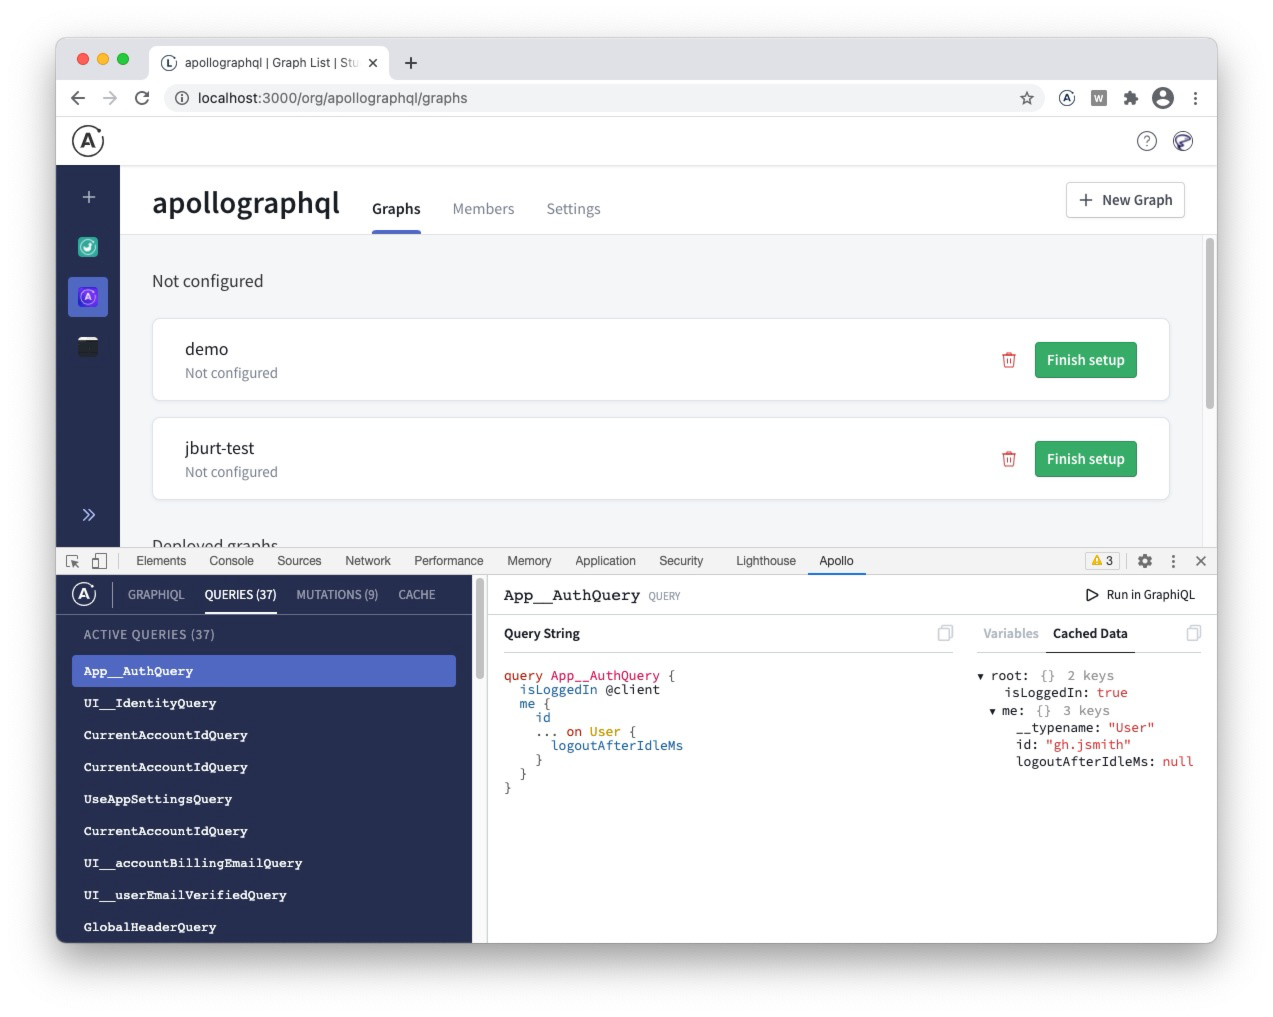 apollographql | Graph List | Stu
localhost:3000/org/apollographql/graphs
apollographql
Graphs
Members
Settings
New Graph
Not configured
demo
Not configured
Finish setup
jburt-test
Not configured
Finish setup
Deployed graphs
Elements
Console
Sources
Network
Performance
Memory
Application
Security
Lighthouse
Apollo
3
GRAPHIQL
QUERIES (37)
MUTATIONS (9)
CACHE
ACTIVE QUERIES (37)
App__AuthQuery
UI__IdentityQuery
CurrentAccountIdQuery
CurrentAccountIdQuery
UseAppSettingsQuery
CurrentAccountIdQuery
UI__accountBillingEmailQuery
UI__userEmailVerifiedQuery
GlobalHeaderQuery
App__AuthQuery QUERY
Run in GraphiQL
Query String
query App__AuthQuery {
isLoggedIn @client
me {
id
... on User {
logoutAfterIdleMs
}
}
}
Variables
Cached Data
root: {} 2 keys
isLoggedIn: true
me: {} 3 keys
__typename: "User"
id: "gh.jsmith"
logoutAfterIdleMs: null